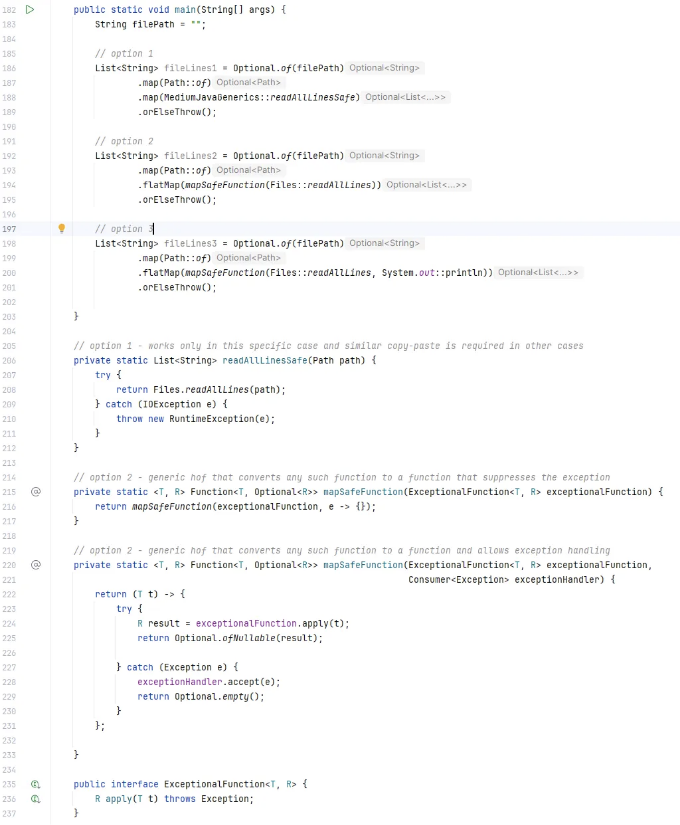 182 public static void main(String[] args) {
183 String filePath = "";
184
185 // option 1
186 List<String> fileLines1 = Optional.of(filePath) Optional<String>
187 .map(Path::of) Optional<Path>
188 .map(MediumJavaGenerics::readAllLinesSafe) Optional<List<...>>
189 .orElseThrow();
190
191 // option 2
192 List<String> fileLines2 = Optional.of(filePath) Optional<String>
193 .map(Path::of) Optional<Path>
194 .flatMap(mapSafeFunction(Files::readAllLines)) Optional<List<...>>
195 .orElseThrow();
196
197 // option 3
198 List<String> fileLines3 = Optional.of(filePath) Optional<String>
199 .map(Path::of) Optional<Path>
200 .flatMap(mapSafeFunction(Files::readAllLines, System.out::println)) Optional<List<...>>
201 .orElseThrow();
202
203 }
204
205 // option 1 - works only in this specific case and similar copy-paste is required in other cases
206 private static List<String> readAllLinesSafe(Path path) {
207 try {
208 return Files.readAllLines(path);
209 } catch (IOException e) {
210 throw new RuntimeException(e);
211 }
212 }
213
214 // option 2 - generic hof that converts any such function to a function that suppresses the exception
215 @ private static <T, R> Function<T, Optional<R>> mapSafeFunction(ExceptionalFunction<T, R> exceptionalFunction) {
216 return mapSafeFunction(exceptionalFunction, e -> {});
217 }
218
219 // option 2 - generic hof that converts any such function to a function and allows exception handling
220 @ private static <T, R> Function<T, Optional<R>> mapSafeFunction(ExceptionalFunction<T, R> exceptionalFunction,
221 Consumer<Exception> exceptionHandler) {
222 return (T t) -> {
223 try {
224 R result = exceptionalFunction.apply(t);
225 return Optional.ofNullable(result);
226
227 } catch (Exception e) {
228 exceptionHandler.accept(e);
229 return Optional.empty();
230 }
231 };
232
233 }
234
235 public interface ExceptionalFunction<T, R> {
236 R apply(T t) throws Exception;
237 }